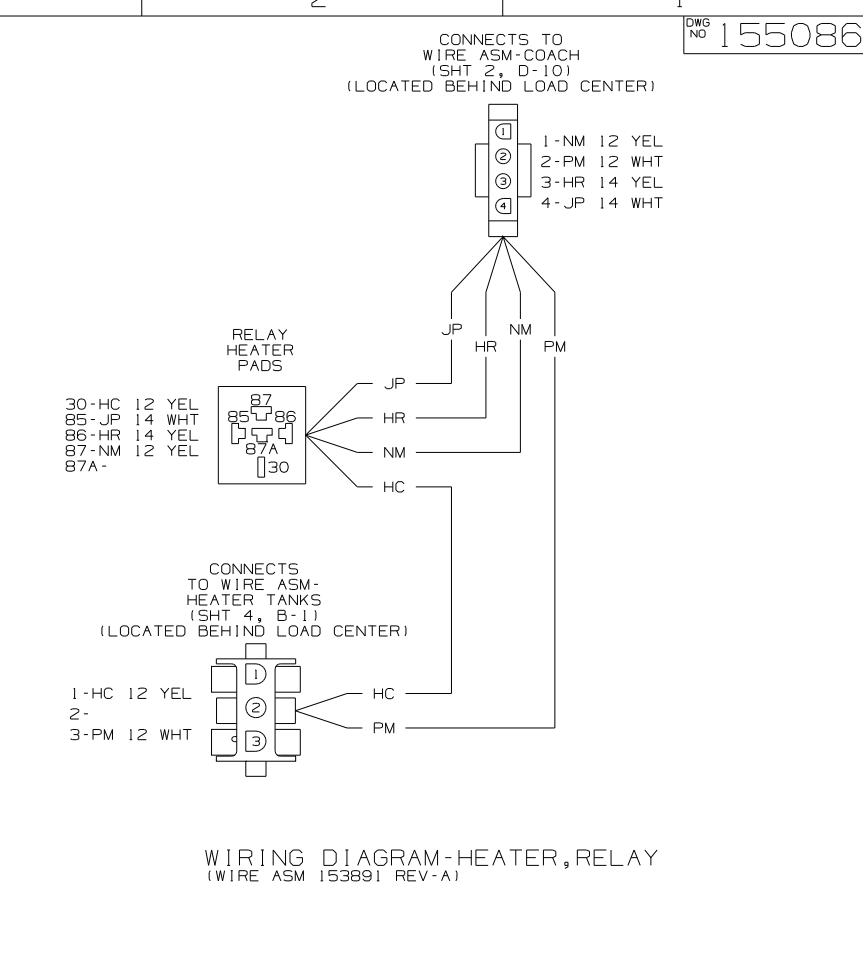 2
1
DWG NO 155086
CONNECTS TO
WIRE ASM-COACH
(SHT 2, D-10)
(LOCATED BEHIND LOAD CENTER)
1
2
3
4
1-NM 12 YEL
2-PM 12 WHT
3-HR 14 YEL
4-JP 14 WHT
JP
HR
NM
PM
RELAY
HEATER
PADS
30-HC 12 YEL
85-JP 14 WHT
86-HR 14 YEL
87-NM 12 YEL
87A-
87
85
86
87A
30
JP
HR
NM
HC
CONNECTS
TO WIRE ASM-
HEATER TANKS
(SHT 4, B-1)
(LOCATED BEHIND LOAD CENTER)
1
2
3
1-HC 12 YEL
2-
3-PM 12 WHT
HC
PM
WIRING DIAGRAM-HEATER,RELAY
(WIRE ASM 153891 REV-A)